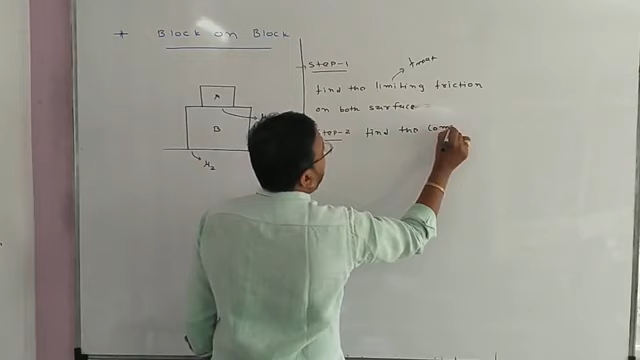 * Block on Block
Step-1 fmax
find the limiting friction
on both surface
Step-2 find the Com
A
B
μ2